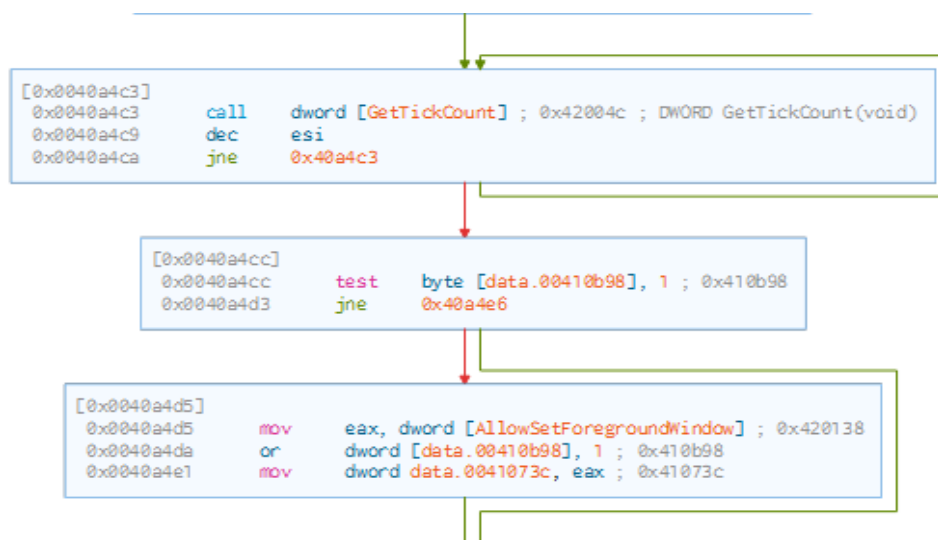 [0x0040a4c3]
0x0040a4c3 call dword [GetTickCount] ; 0x42004c ; DWORD GetTickCount(void)
0x0040a4c9 dec esi
0x0040a4ca jne 0x40a4c3
[0x0040a4cc]
0x0040a4cc test byte [data.00410b98], 1 ; 0x410b98
0x0040a4d3 jne 0x40a4e6
[0x0040a4d5]
0x0040a4d5 mov eax, dword [AllowSetForegroundWindow] ; 0x420138
0x0040a4da or dword [data.00410b98], 1 ; 0x410b98
0x0040a4e1 mov dword data.0041073c, eax ; 0x41073c